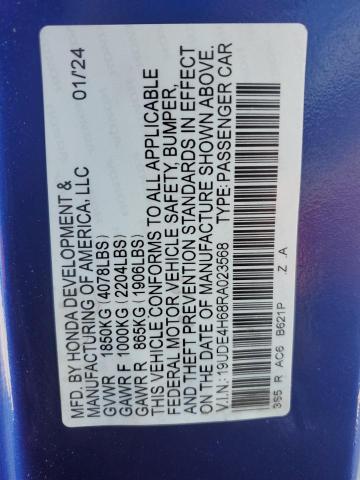 MFD. BY HONDA DEVELOPMENT &
MANUFACTURING OF AMERICA, LLC 01/24
GVWR 1850KG (4078LBS)
GAWR F 1000KG (2204LBS)
GAWR R 865KG (1906LBS)
THIS VEHICLE CONFORMS TO ALL APPLICABLE
FEDERAL MOTOR VEHICLE SAFETY, BUMPER,
AND THEFT PREVENTION STANDARDS IN EFFECT
ON THE DATE OF MANUFACTURE SHOWN ABOVE.
V.I.N.: 19UDE4H68RA023568 TYPE: PASSENGER CAR
3S5 R AC6 B621P .Z .A